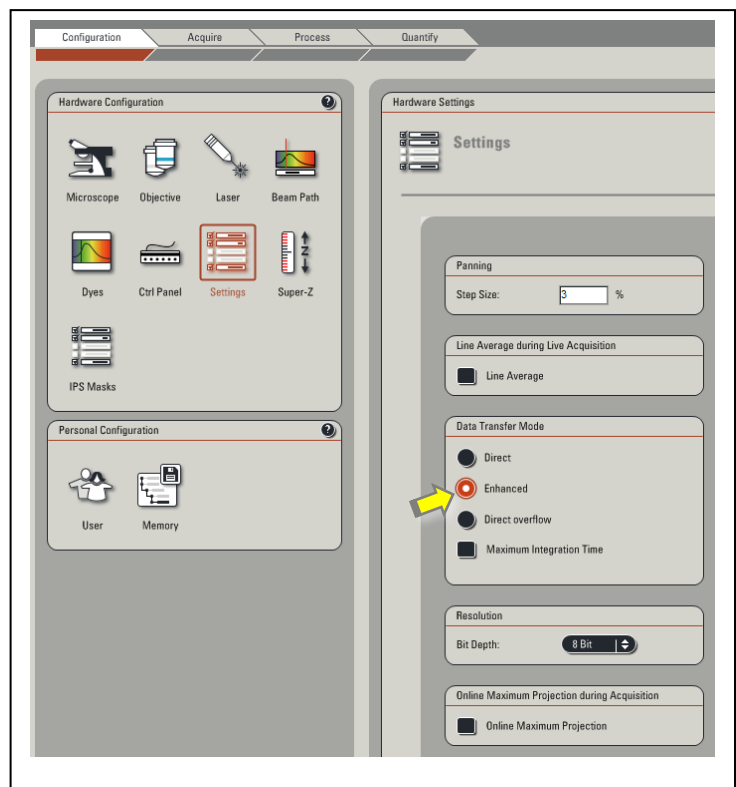 Configuration Acquire Process Quantify
Hardware Configuration ?
Microscope Objective Laser Beam Path
Dyes Ctrl Panel Settings Super-Z
Z
IPS Masks
Personal Configuration ?
User Memory
Hardware Settings
Settings
Panning
Step Size: 3 %
Line Average during Live Acquisition
Line Average
Data Transfer Mode
Direct
Enhanced
Direct overflow
Maximum Integration Time
Resolution
Bit Depth: 8 Bit
Online Maximum Projection during Acquisition
Online Maximum Projection